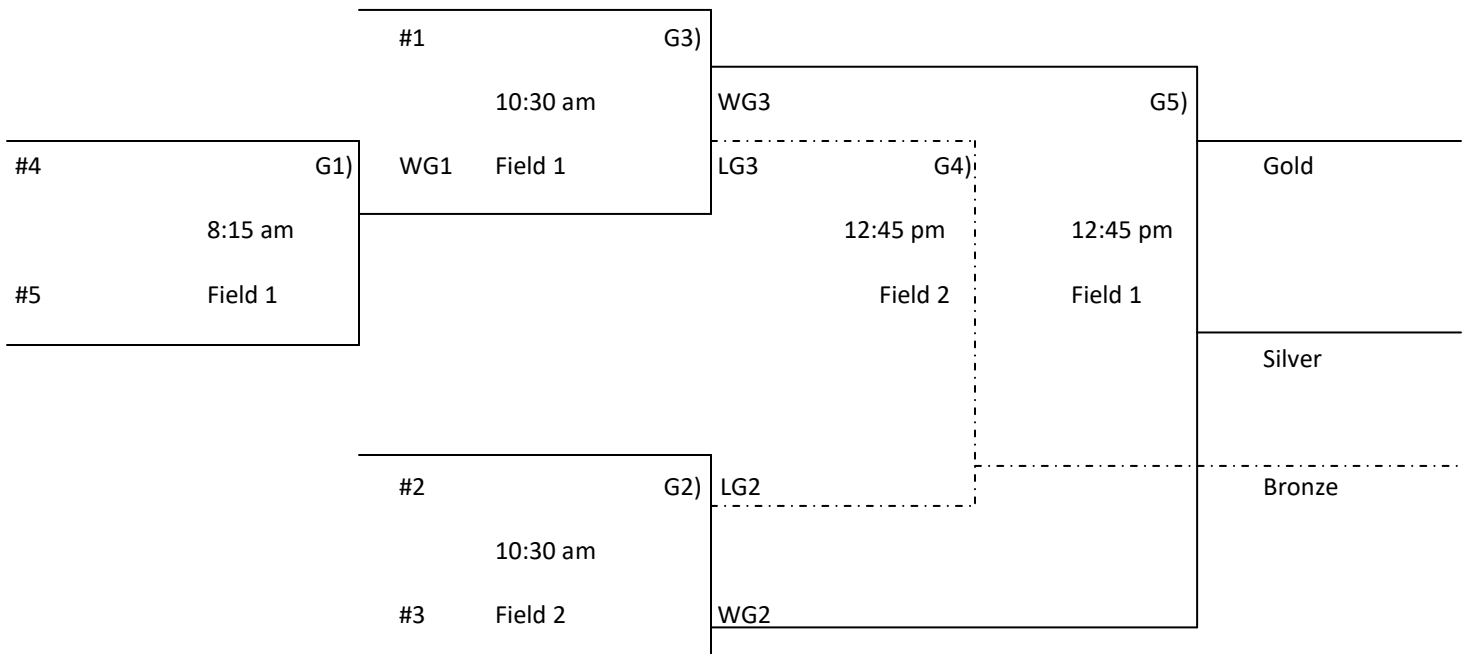 #1 G3)
10:30 am WG3 G5)
#4 G1) WG1 Field 1 LG3 G4) Gold
8:15 am 12:45 pm 12:45 pm
#5 Field 1 Field 2 Field 1
Silver
#2 G2) LG2 Bronze
10:30 am
#3 Field 2 WG2